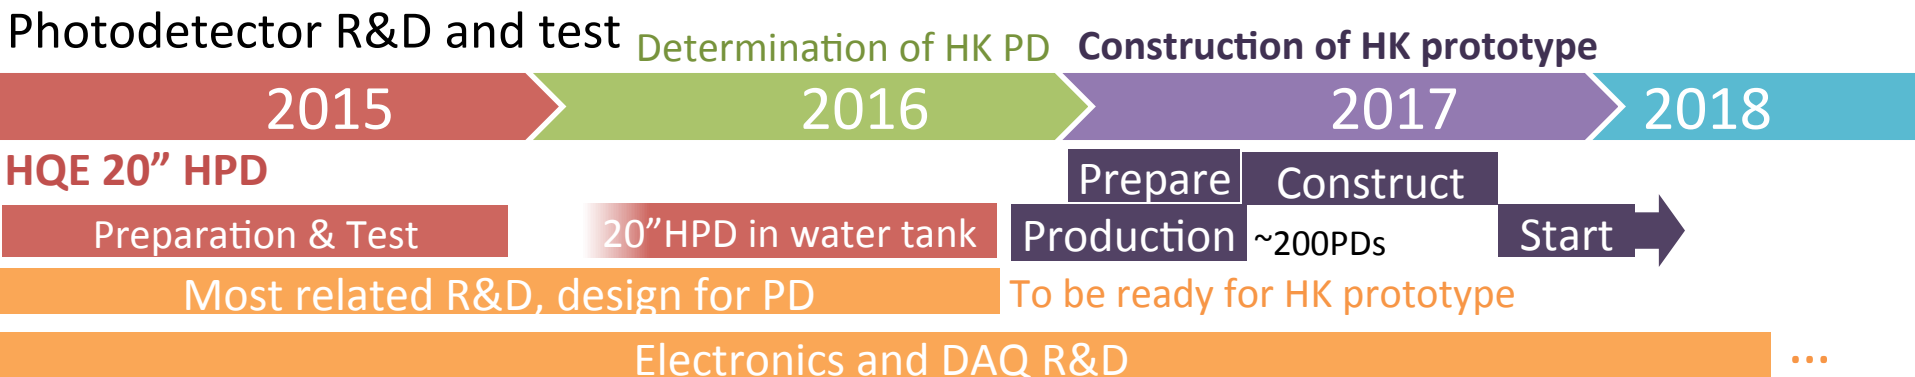 Photodetector R&D and test Determination of HK PD Construction of HK prototype
2015 2016 2017 2018
HQE 20” HPD
Prepare Construct
Preparation & Test 20”HPD in water tank Production ~200PDs Start
Most related R&D, design for PD To be ready for HK prototype
Electronics and DAQ R&D ...